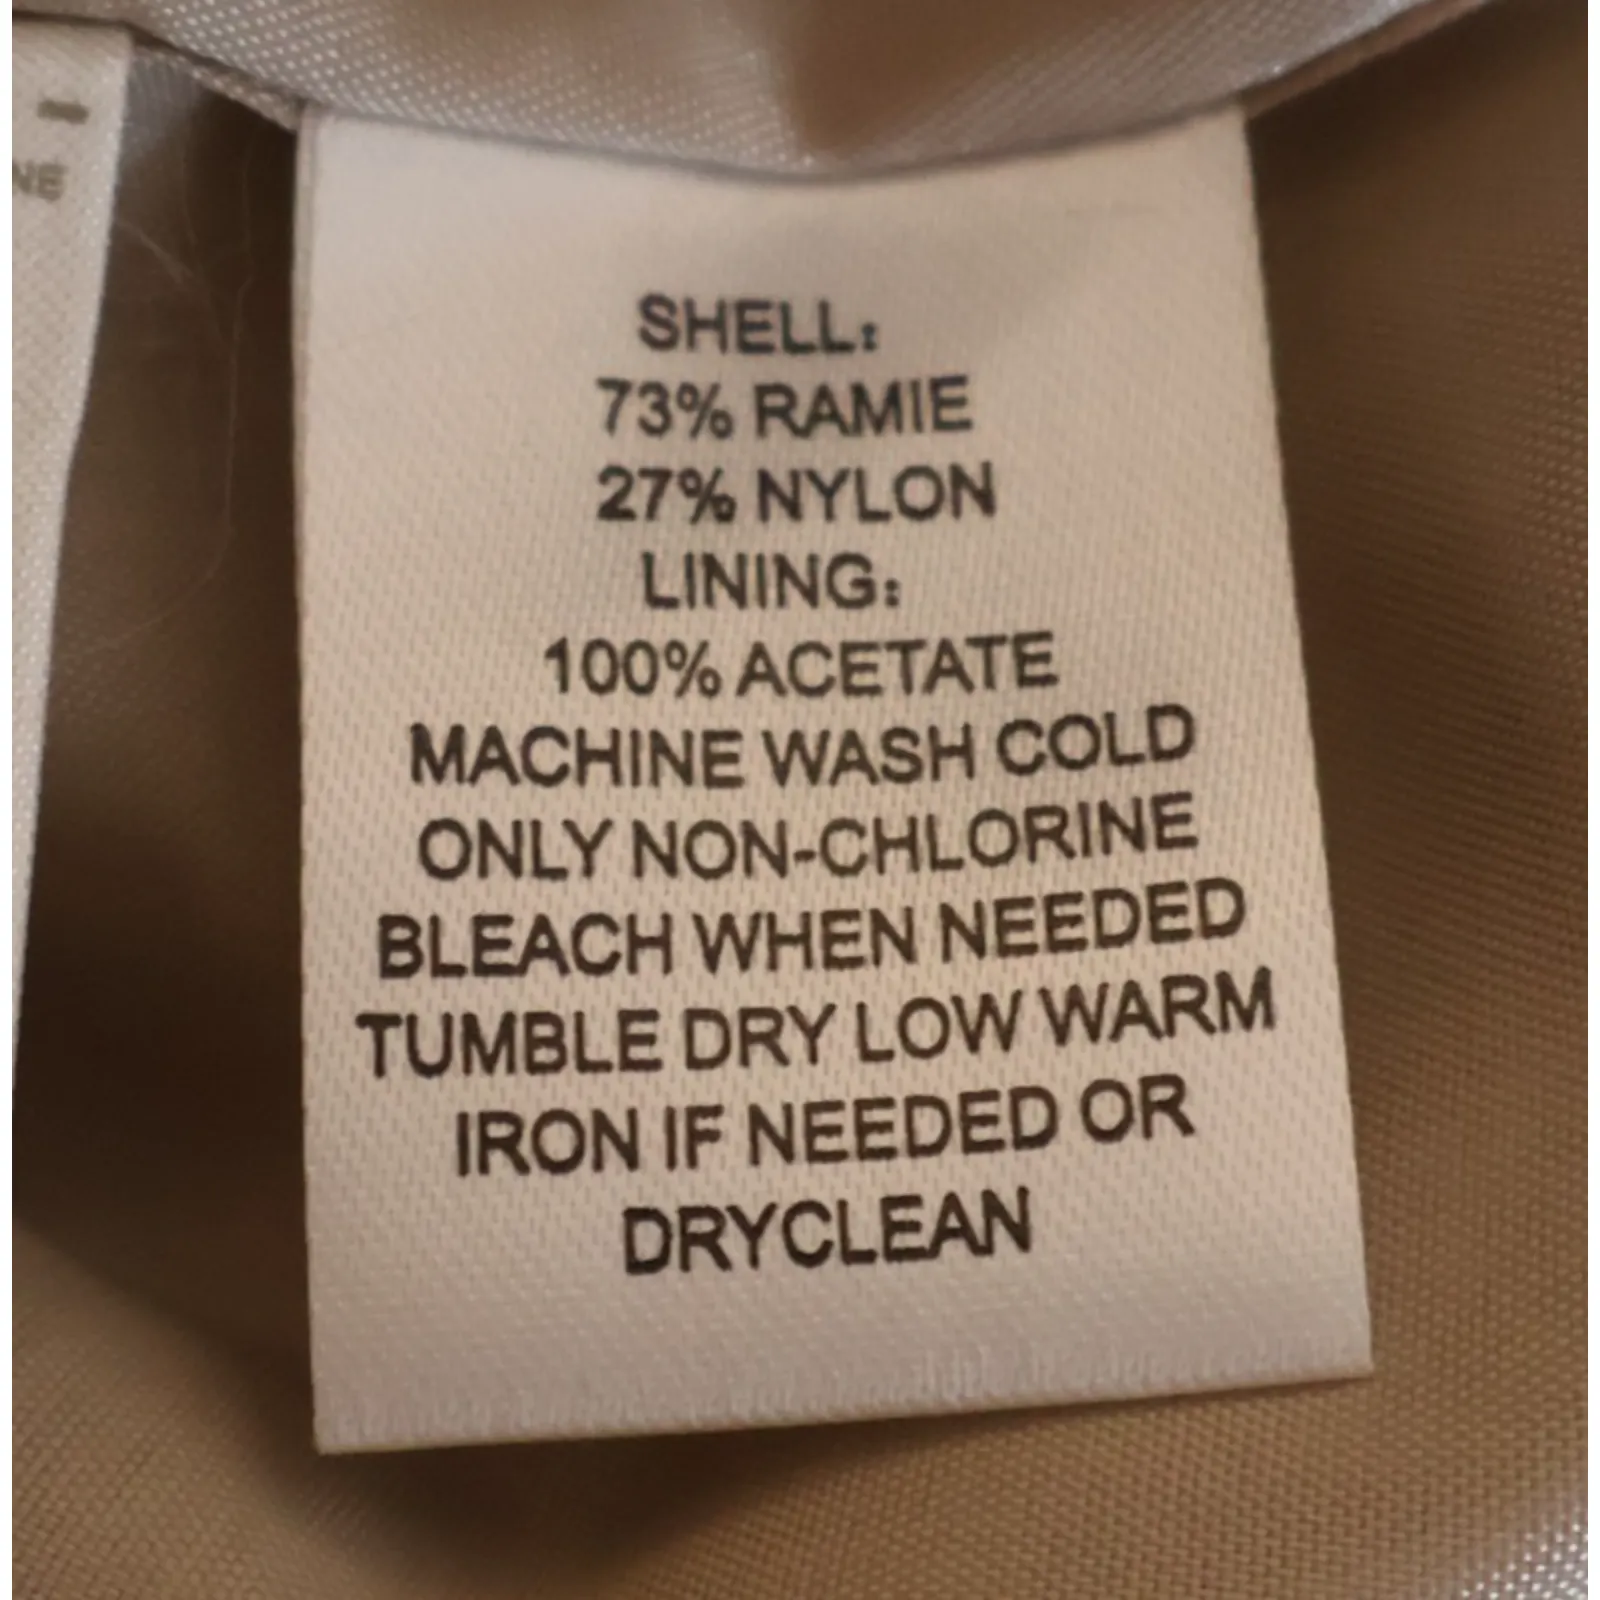 SHELL:
73% RAMIE
27% NYLON
LINING:
100% ACETATE
MACHINE WASH COLD
ONLY NON-CHLORINE
BLEACH WHEN NEEDED
TUMBLE DRY LOW WARM
IRON IF NEEDED OR
DRYCLEAN